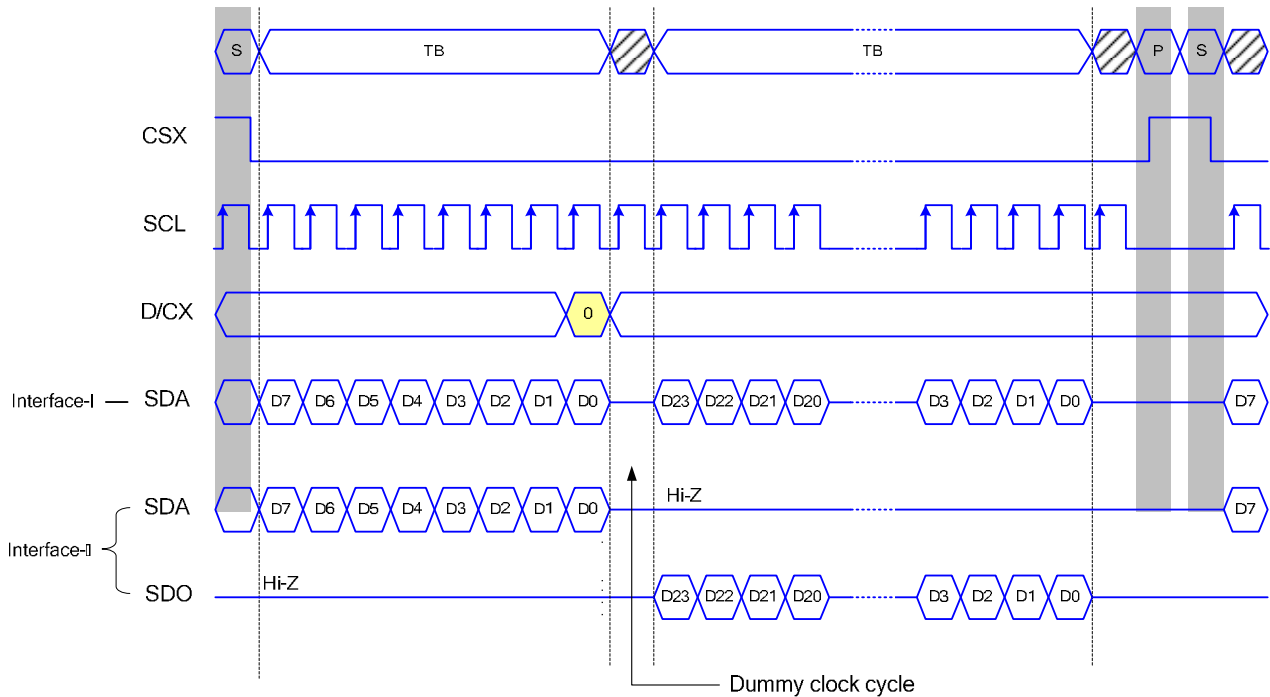 S TB TB P S
CSX
SCL
D/CX 0
Interface-I SDA D7 D6 D5 D4 D3 D2 D1 D0 D23 D22 D21 D20 D3 D2 D1 D0 D7
SDA D7 D6 D5 D4 D3 D2 D1 D0 Hi-Z D7
Interface-
SDO Hi-Z D23 D22 D21 D20 D3 D2 D1 D0
Dummy clock cycle